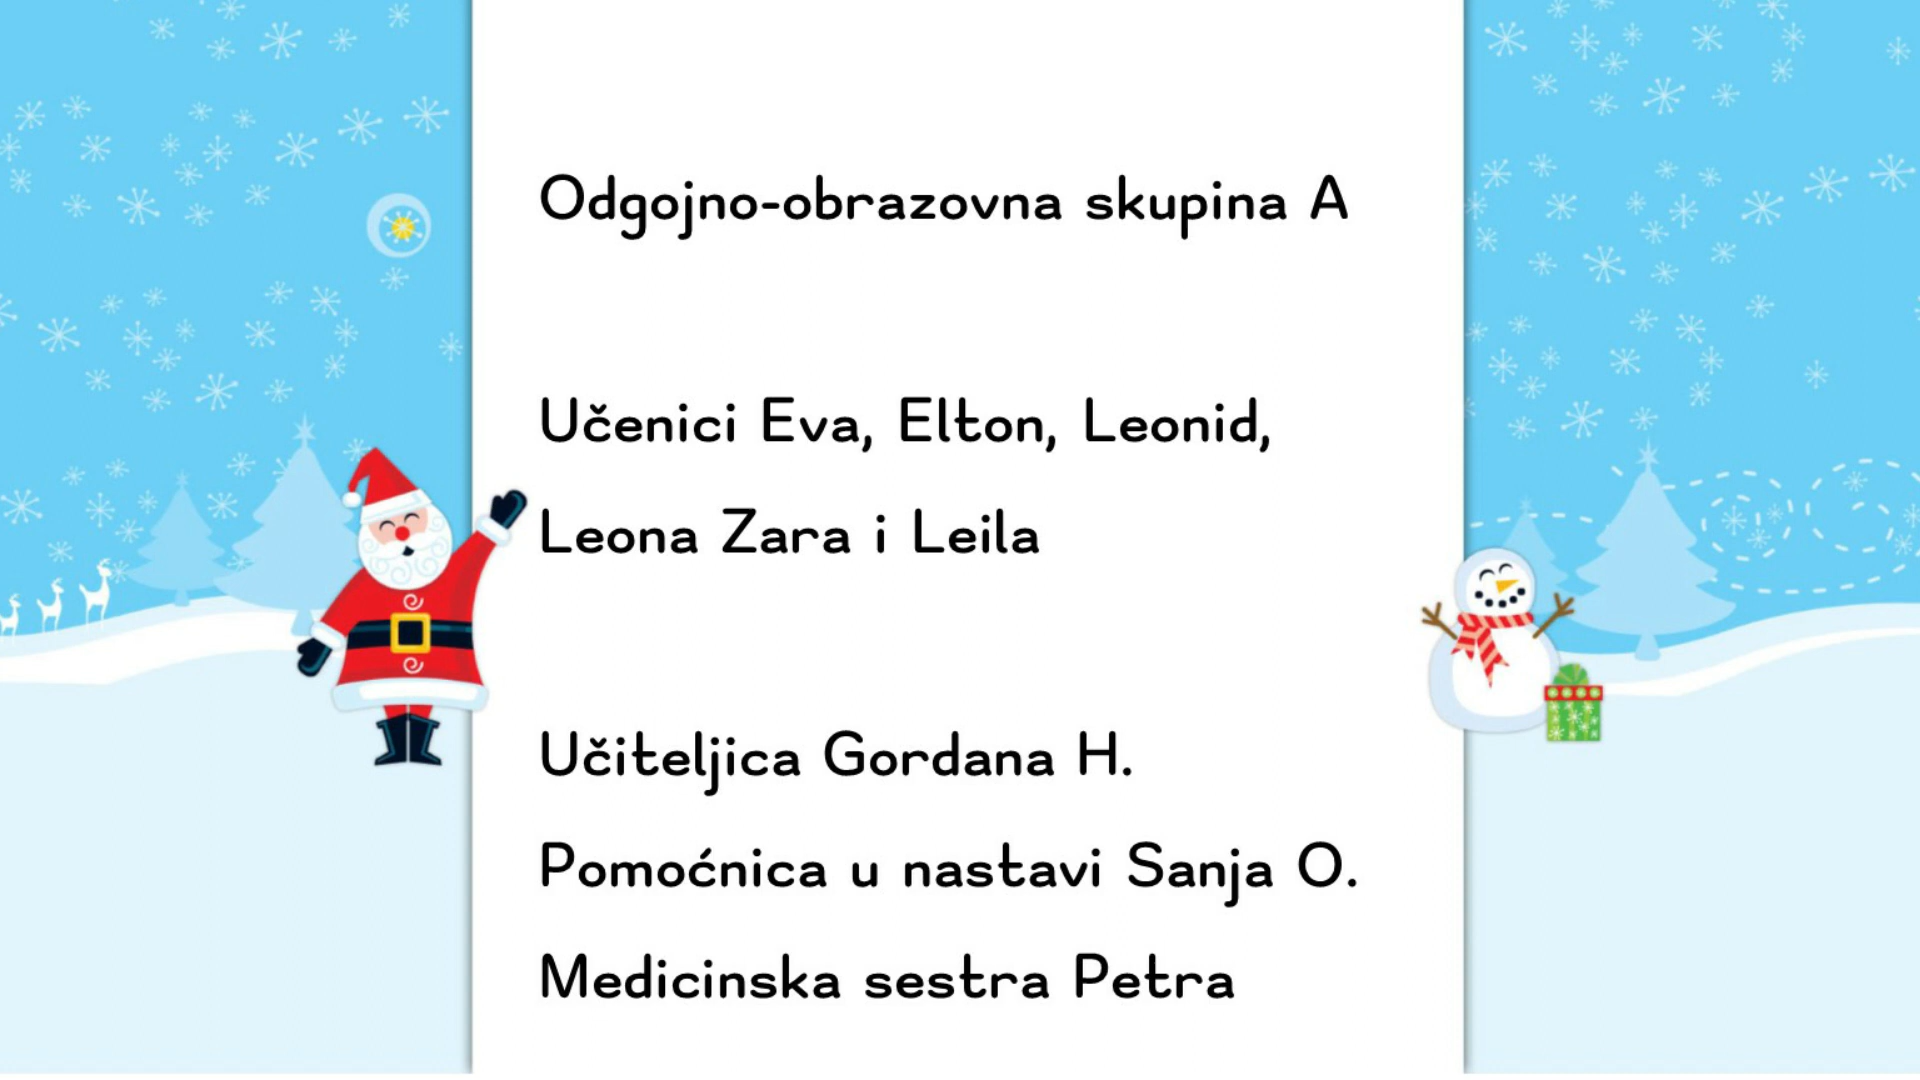 Odgojno-obrazovna skupina A
Učenici Eva, Elton, Leonid,
Leona Zara i Leila
Učiteljica Gordana H.
Pomoćnica u nastavi Sanja O.
Medicinska sestra Petra